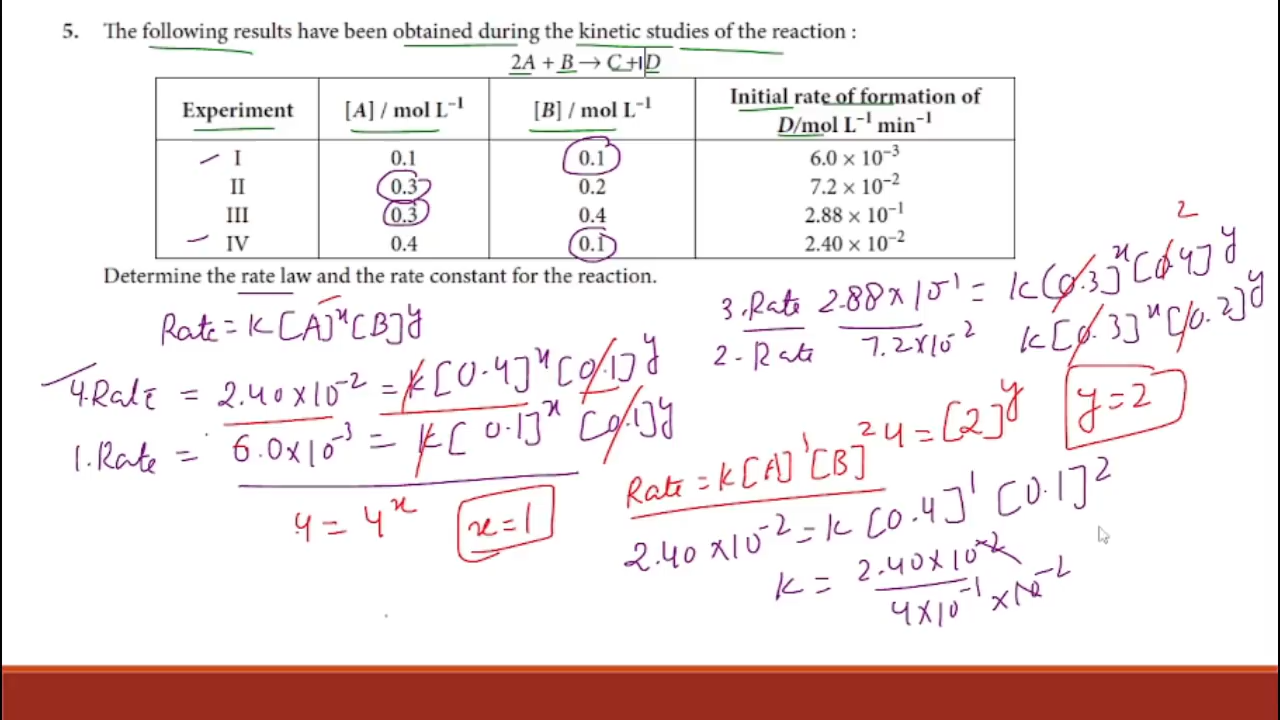 5. The following results have been obtained during the kinetic studies of the reaction :
2A + B → C + D
Experiment [A] / mol L⁻¹ [B] / mol L⁻¹ Initial rate of formation of D/mol L⁻¹ min⁻¹
I 0.1 0.1 6.0 × 10⁻³
II 0.3 0.2 7.2 × 10⁻²
III 0.3 0.4 2.88 × 10⁻¹
IV 0.4 0.1 2.40 × 10⁻²
Determine the rate law and the rate constant for the reaction.
Rate = K[A]ˣ[B]y
4. Rate = 2.40×10⁻² = k[0.4]ˣ[0.1]y
1. Rate = 6.0×10⁻³ = k[0.1]ˣ[0.1]y
4 = 4ˣ
x = 1
2
3. Rate 2.88×10⁻¹ = k[0.3]ˣ[0.4]y
2. Rate 7.2×10⁻² k[0.3]ˣ[0.2]y
4 = [2]y
y = 2
Rate = K[A]¹[B]²
2.40×10⁻² = k[0.4]¹[0.1]²
k = 2.40×10⁻²
4×10⁻¹ ×10⁻²